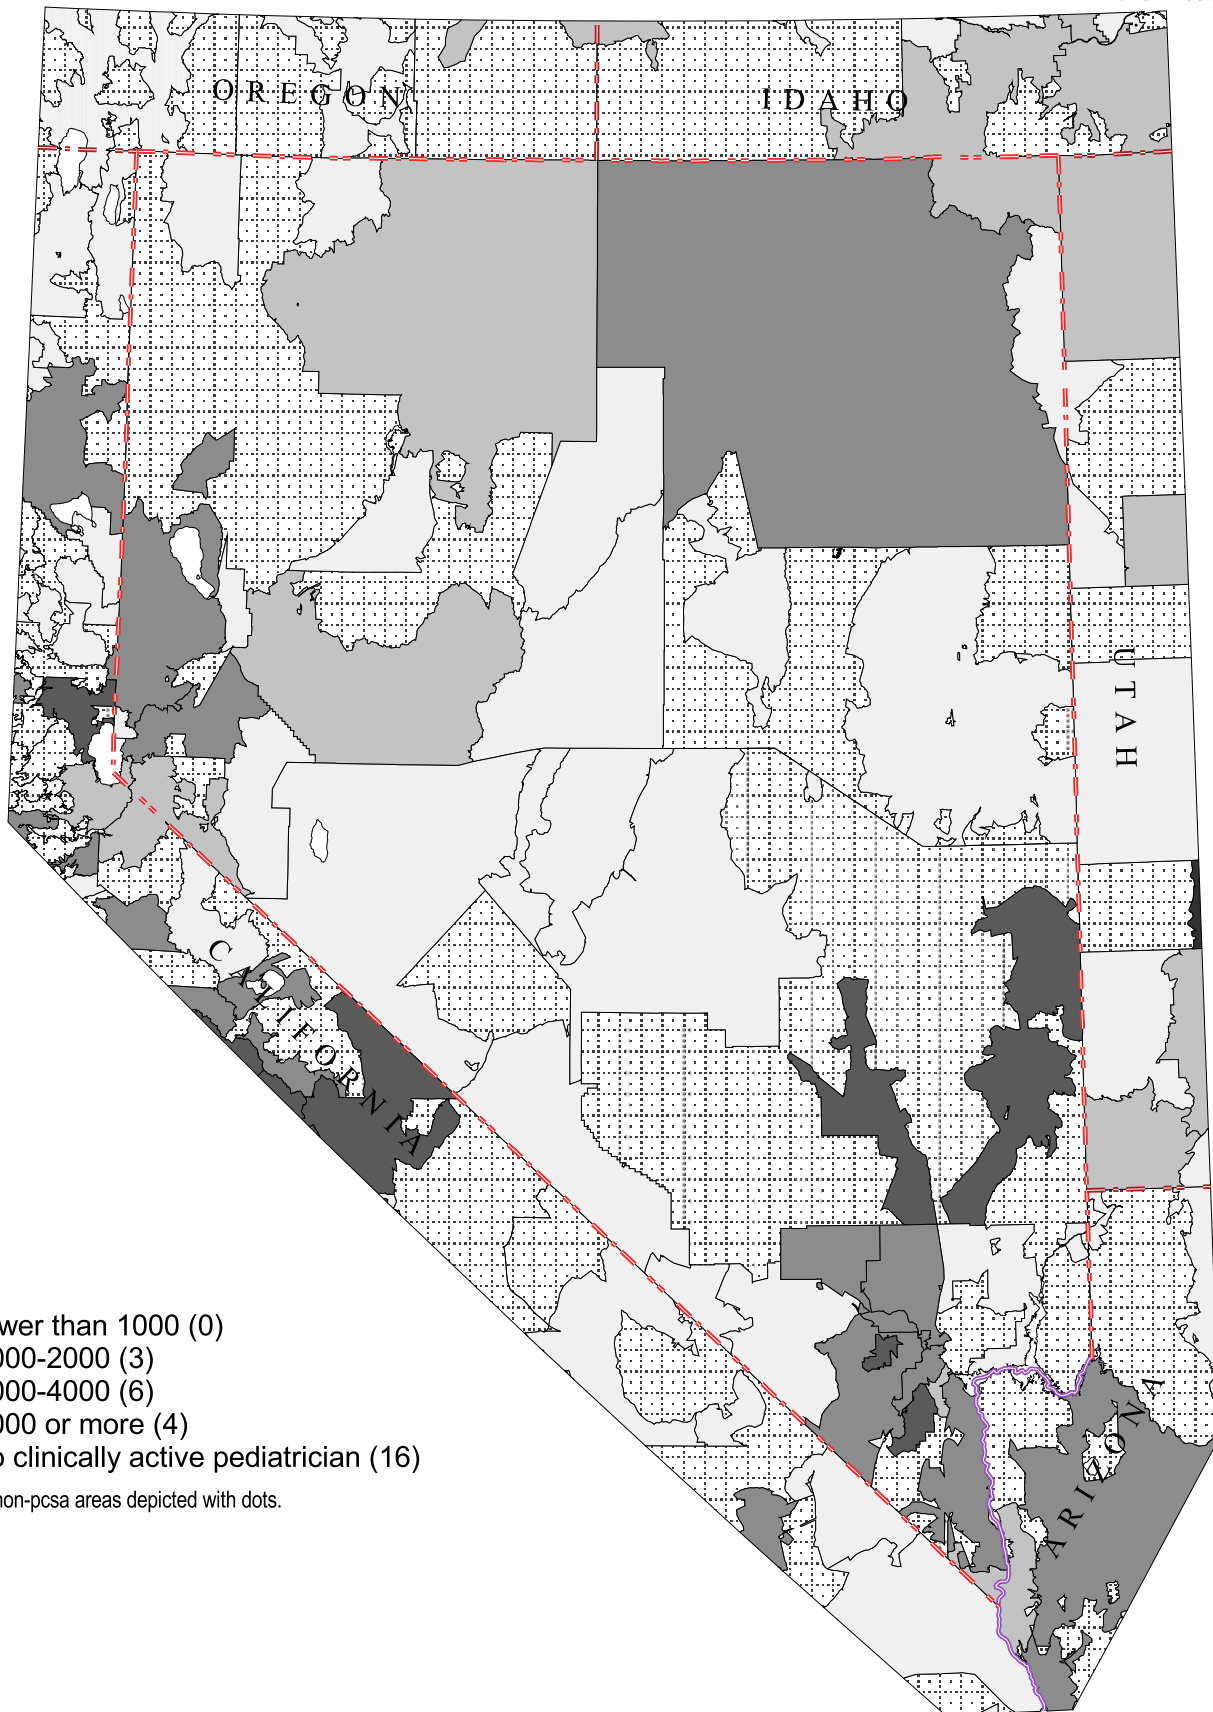 OREGON
IDAHO
UTAH
CALIFORNIA
ARIZONA
wer than 1000 (0)
000-2000 (3)
000-4000 (6)
000 or more (4)
clinically active pediatrician (16)
non-pcsa areas depicted with dots.